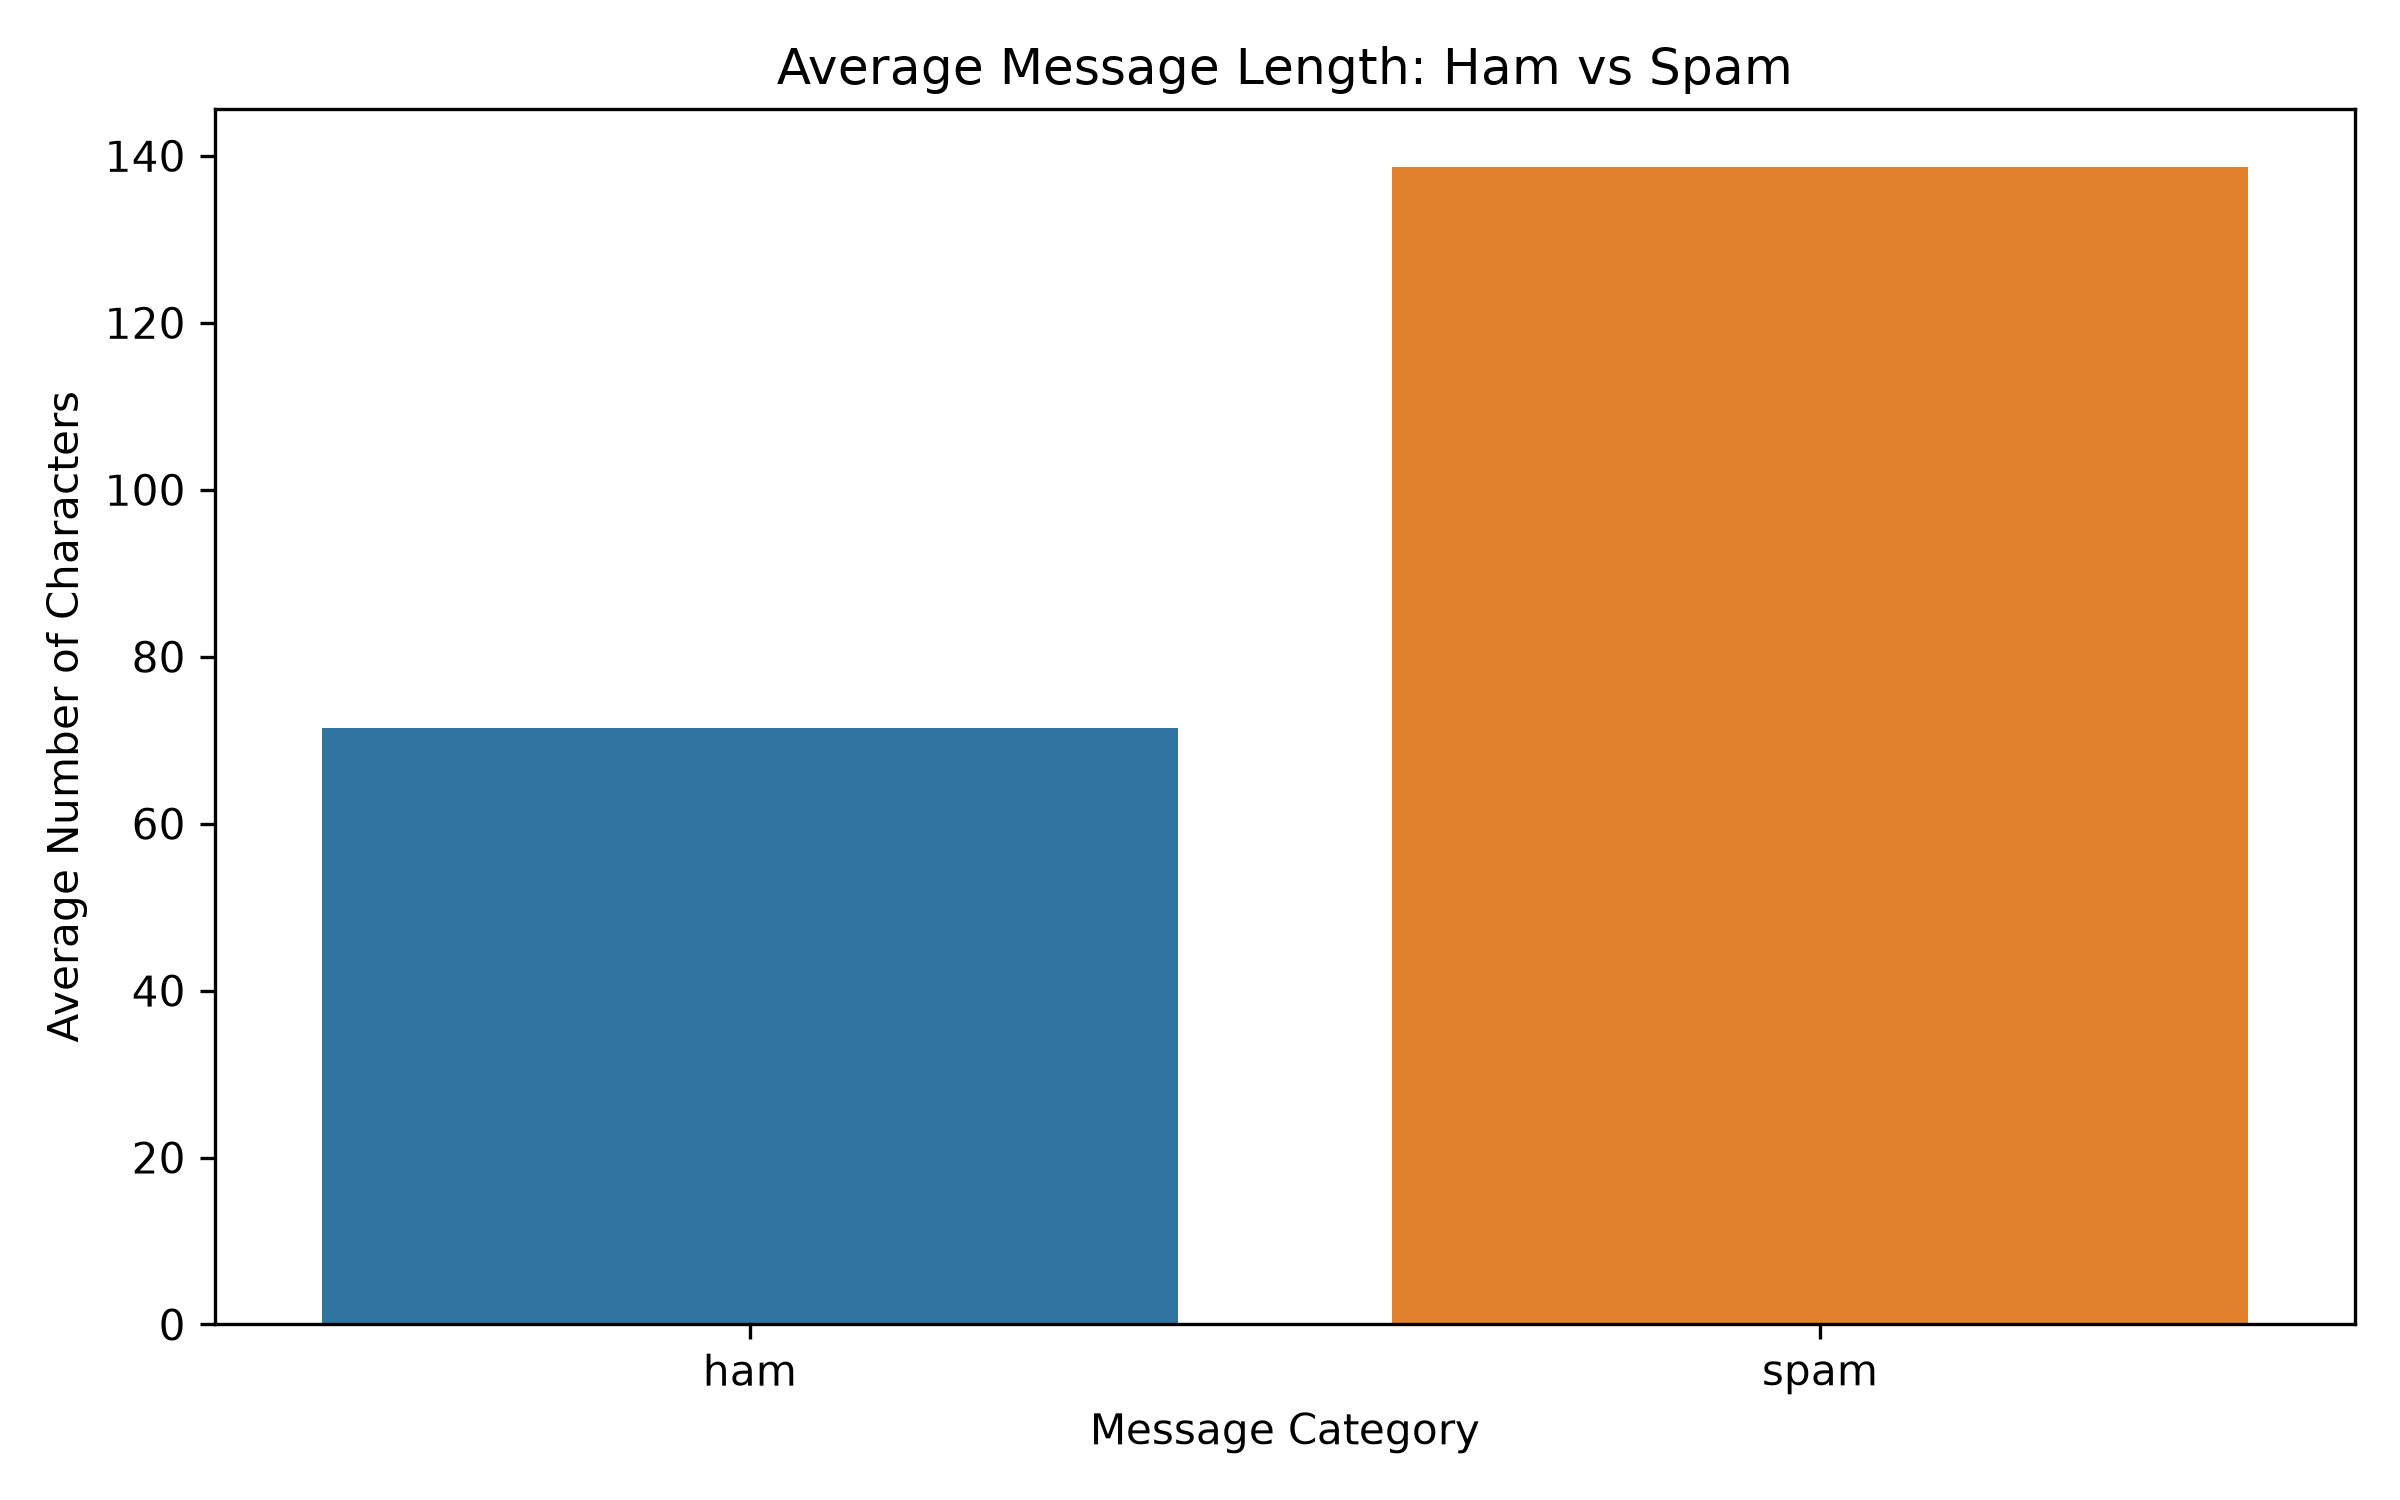 Average Message Length: Ham vs Spam
Average Number of Characters
140
120
100
80
60
40
20
0
ham
spam
Message Category